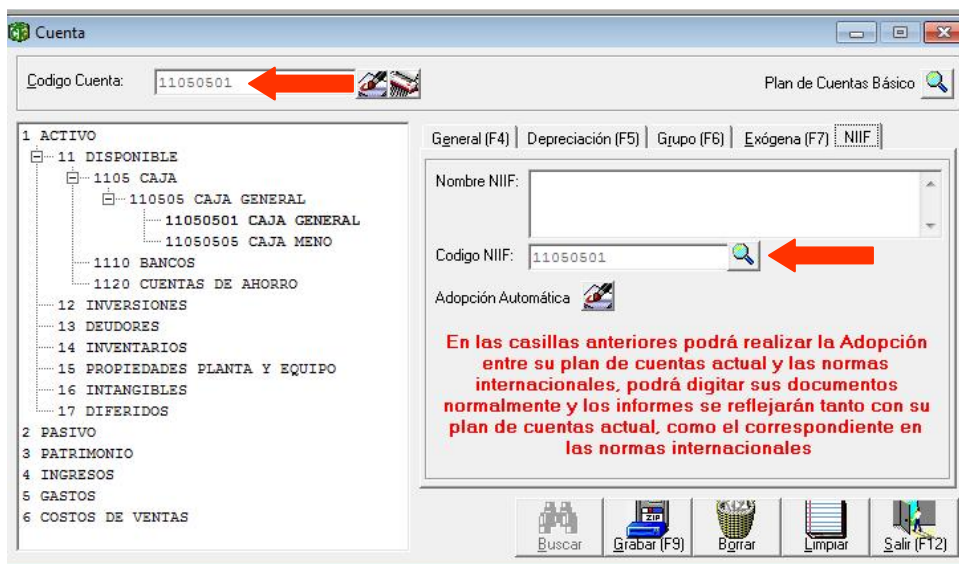 Cuenta
Codigo Cuenta: 11050501
Plan de Cuentas Básico
1 ACTIVO
11 DISPONIBLE
1105 CAJA
110505 CAJA GENERAL
11050501 CAJA GENERAL
11050505 CAJA MENO
1110 BANCOS
1120 CUENTAS DE AHORRO
12 INVERSIONES
13 DEUDORES
14 INVENTARIOS
15 PROPIEDADES PLANTA Y EQUIPO
16 INTANGIBLES
17 DIFERIDOS
2 PASIVO
3 PATRIMONIO
4 INGRESOS
5 GASTOS
6 COSTOS DE VENTAS
General (F4) Depreciación (F5) Grupo (F6) Exógena (F7) NIIF
Nombre NIIF:
Codigo NIIF: 11050501
Adopción Automática
En las casillas anteriores podrá realizar la Adopción
entre su plan de cuentas actual y las normas
internacionales, podrá digitar sus documentos
normalmente y los informes se reflejarán tanto con su
plan de cuentas actual, como el correspondiente en
las normas internacionales
ZIP
Buscar Grabar (F9) Borrar Limpiar Salir (F12)